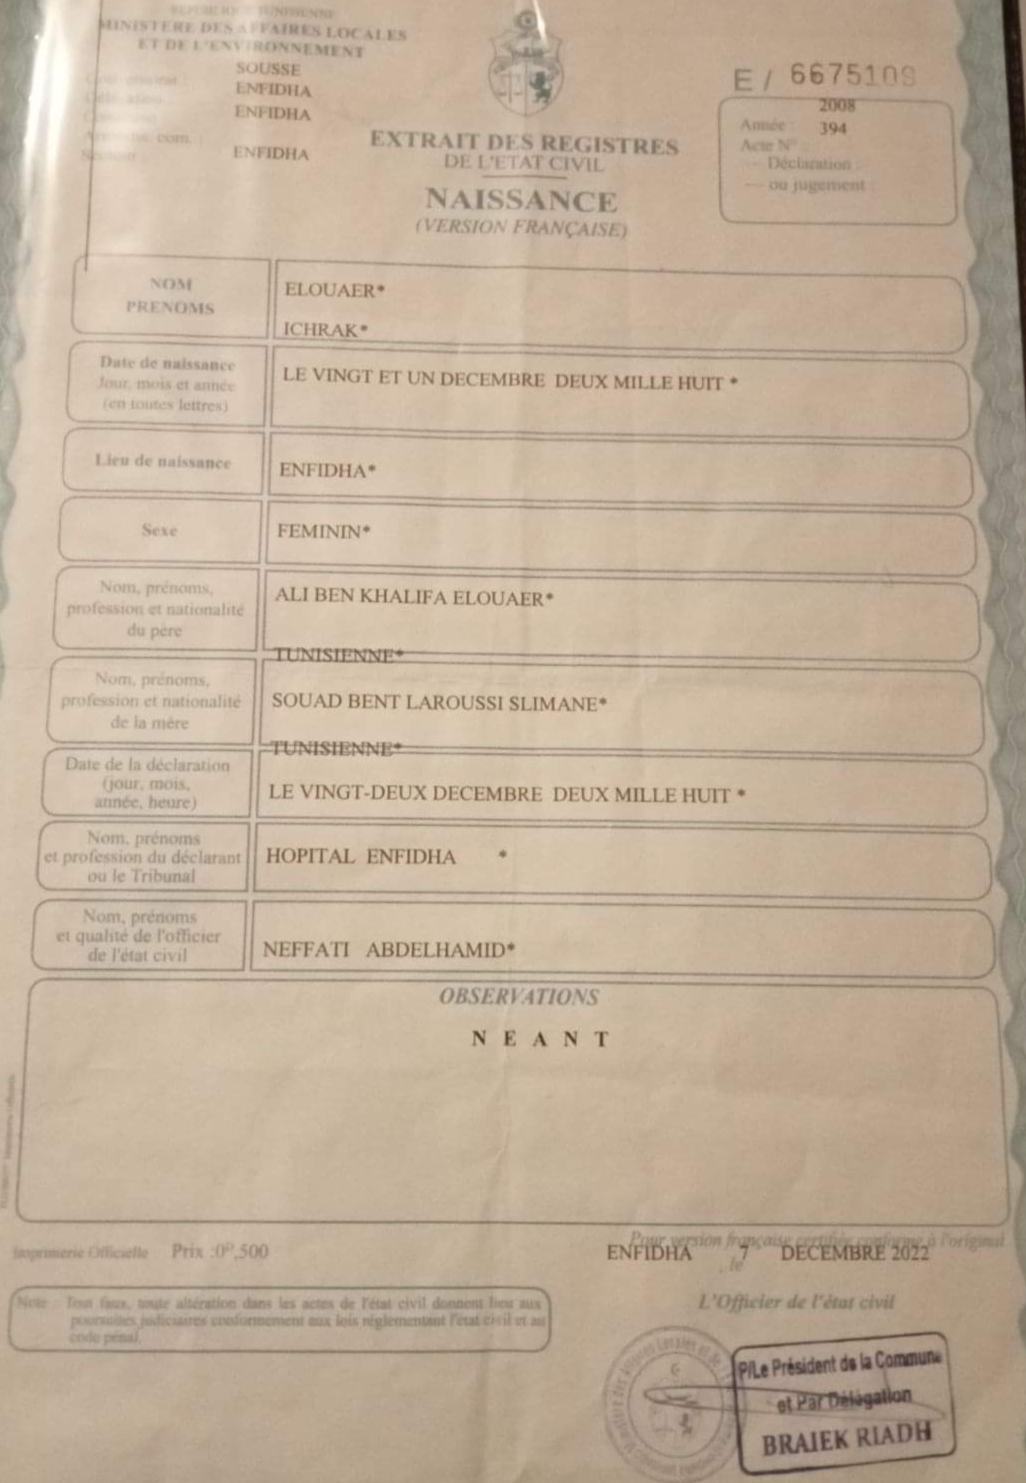 REPUBLIQUE TUNISIENNE
MINISTERE DES AFFAIRES LOCALES
ET DE L'ENVIRONNEMENT
Gouvernorat : SOUSSE
Délégation : ENFIDHA
Commune : ENFIDHA
com. :
ENFIDHA
E / 6675108
2008
Année : 394
Acte N° :
— Déclaration :
— ou jugement :
EXTRAIT DES REGISTRES
DE L'ETAT CIVIL
NAISSANCE
(VERSION FRANÇAISE)
NOM ELOUAER*
PRENOMS ICHRAK*
Date de naissance
Jour, mois et année
(en toutes lettres)
LE VINGT ET UN DECEMBRE DEUX MILLE HUIT *
Lieu de naissance ENFIDHA*
Sexe FEMININ*
Nom, prénoms,
profession et nationalité
du père
ALI BEN KHALIFA ELOUAER*
TUNISIENNE*
Nom, prénoms,
profession et nationalité
de la mère
SOUAD BENT LAROUSSI SLIMANE*
TUNISIENNE*
Date de la déclaration
(jour, mois,
année, heure)
LE VINGT-DEUX DECEMBRE DEUX MILLE HUIT *
Nom, prénoms
et profession du déclarant
ou le Tribunal
HOPITAL ENFIDHA *
Nom, prénoms
et qualité de l'officier
de l'état civil
NEFFATI ABDELHAMID*
OBSERVATIONS
N E A N T
Imprimerie Officielle Prix :0ᴰ,500
Pour version française certifiée conforme à l'original
ENFIDHA , le 7 DECEMBRE 2022
Note : Tout faux, toute altération dans les actes de l'état civil donnent lieu aux
poursuites judiciaires conformement aux lois réglementant l'état civil et au
code pénal.
L'Officier de l'état civil
P/Le Président de la Commune
et Par Délégation
BRAIEK RIADH